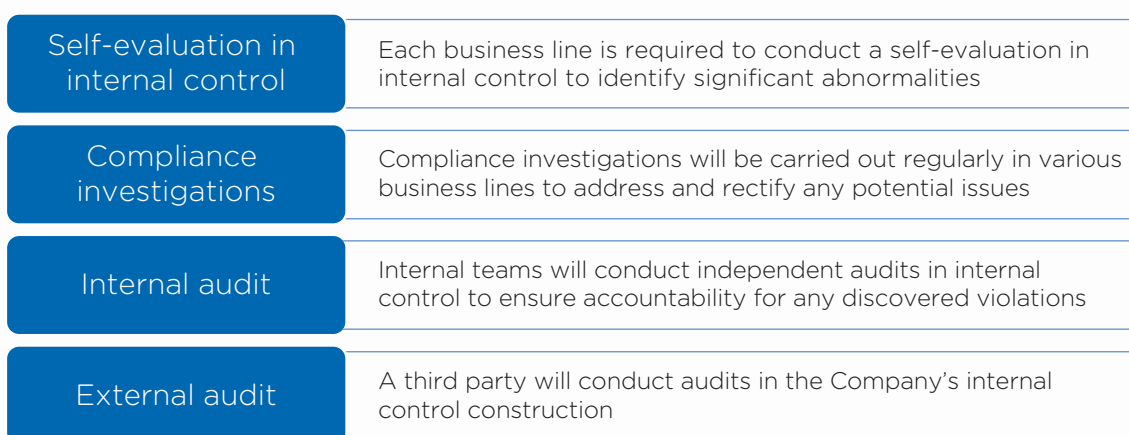 Self-evaluation in
internal control
Each business line is required to conduct a self-evaluation in
internal control to identify significant abnormalities
Compliance
investigations
Compliance investigations will be carried out regularly in various
business lines to address and rectify any potential issues
Internal audit
Internal teams will conduct independent audits in internal
control to ensure accountability for any discovered violations
External audit
A third party will conduct audits in the Company's internal
control construction